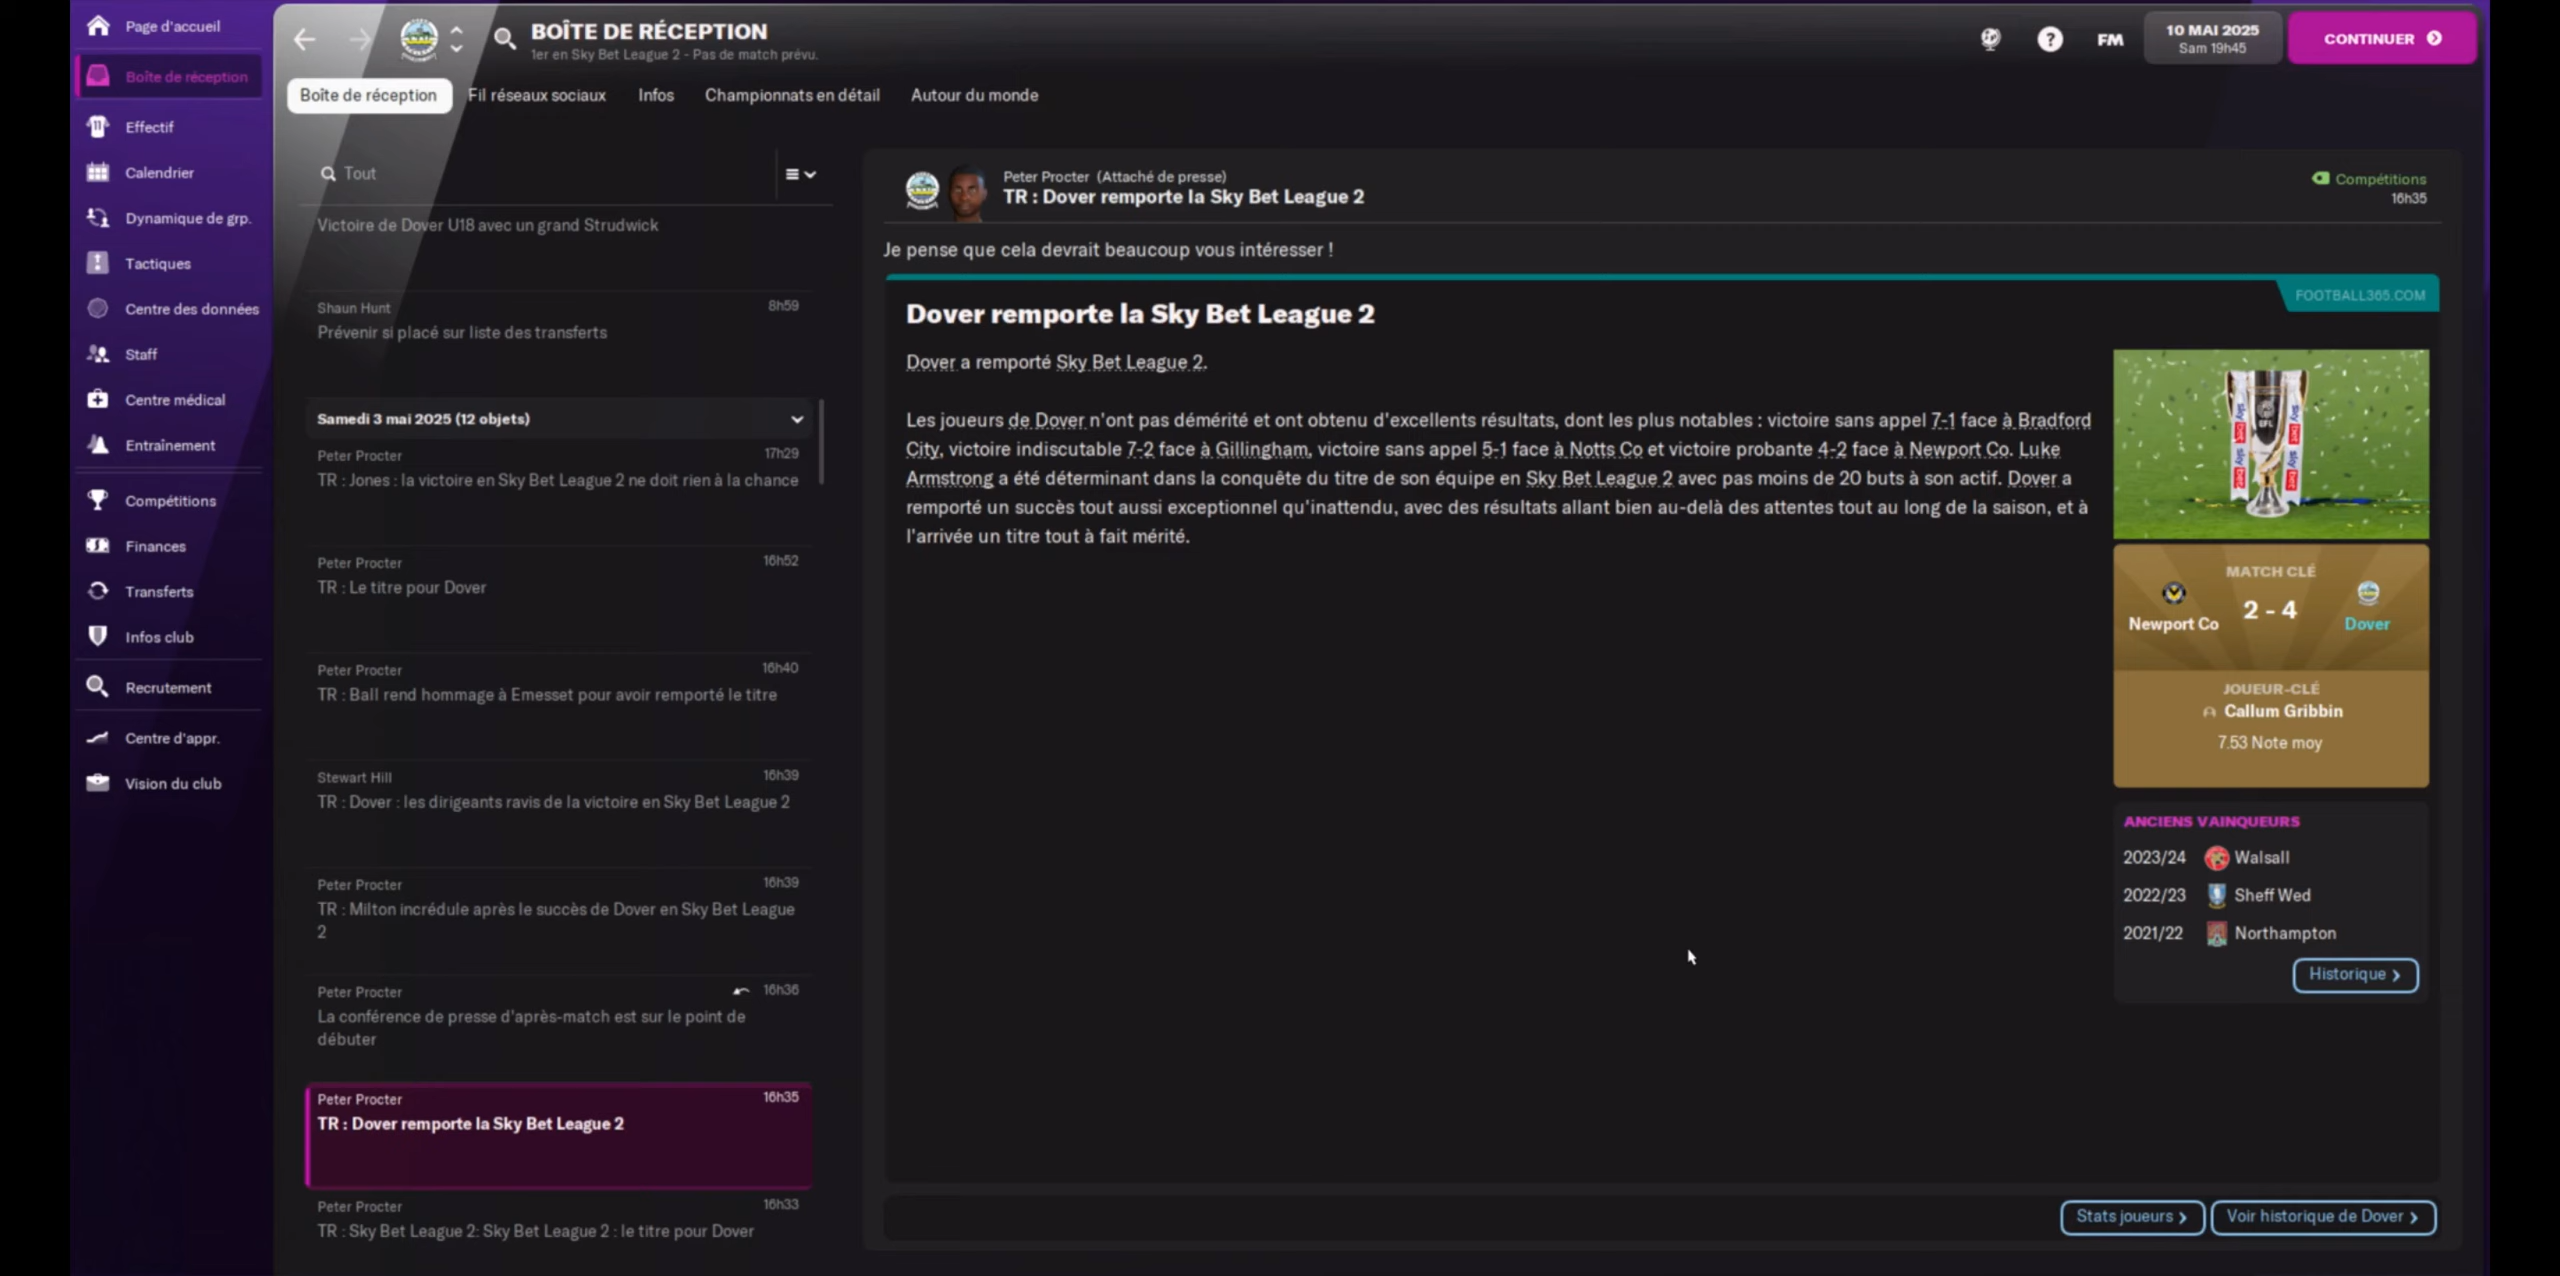 Page d'accueil
Boîte de réception
Effectif
Calendrier
Dynamique de grp.
Tactiques
Centre des données
Staff
Centre médical
Entraînement
Compétitions
Finances
Transferts
Infos club
Recrutement
Centre d'appr.
Vision du club
BOÎTE DE RÉCEPTION
1er en Sky Bet League 2 - Pas de match prévu.
FM
10 MAI 2025
Sam 19h45
CONTINUER
Boîte de réception
Fil réseaux sociaux
Infos
Championnats en détail
Autour du monde
Tout
Victoire de Dover U18 avec un grand Strudwick
Shaun Hunt 8h59
Prévenir si placé sur liste des transferts
Samedi 3 mai 2025 (12 objets)
Peter Procter 17h29
TR : Jones : la victoire en Sky Bet League 2 ne doit rien à la chance
Peter Procter 16h52
TR : Le titre pour Dover
Peter Procter 16h40
TR : Ball rend hommage à Emesset pour avoir remporté le titre
Stewart Hill 16h39
TR : Dover : les dirigeants ravis de la victoire en Sky Bet League 2
Peter Procter 16h39
TR : Milton incrédule après le succès de Dover en Sky Bet League
2
Peter Procter 16h36
La conférence de presse d'après-match est sur le point de
débuter
Peter Procter 16h35
TR : Dover remporte la Sky Bet League 2
Peter Procter 16h33
TR : Sky Bet League 2: Sky Bet League 2 : le titre pour Dover
Peter Procter (Attaché de presse)
TR : Dover remporte la Sky Bet League 2
Compétitions
16h35
Je pense que cela devrait beaucoup vous intéresser !
FOOTBALL365.COM
Dover remporte la Sky Bet League 2
Dover a remporté Sky Bet League 2.
Les joueurs de Dover n'ont pas démérité et ont obtenu d'excellents résultats, dont les plus notables : victoire sans appel 7-1 face à Bradford
City, victoire indiscutable 7-2 face à Gillingham, victoire sans appel 5-1 face à Notts Co et victoire probante 4-2 face à Newport Co. Luke
Armstrong a été déterminant dans la conquête du titre de son équipe en Sky Bet League 2 avec pas moins de 20 buts à son actif. Dover a
remporté un succès tout aussi exceptionnel qu'inattendu, avec des résultats allant bien au-delà des attentes tout au long de la saison, et à
l'arrivée un titre tout à fait mérité.
MATCH CLÉ
Newport Co
2 - 4
Dover
JOUEUR-CLÉ
Callum Gribbin
7.53 Note moy
ANCIENS VAINQUEURS
2023/24 Walsall
2022/23 Sheff Wed
2021/22 Northampton
Historique
Stats joueurs
Voir historique de Dover